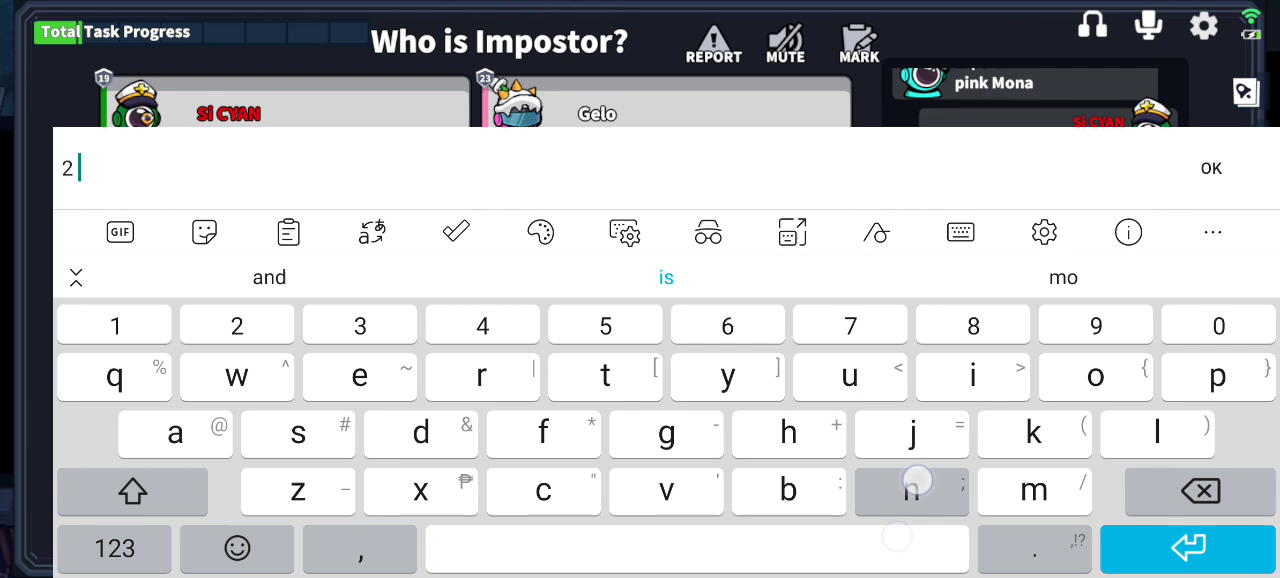 Total Task Progress
Who is Impostor?
REPORT
MUTE
MARK
19
Si CYAN
23
Gelo
pink Mona
Si CYAN
2
OK
GIF
and
is
mo
1 2 3 4 5 6 7 8 9 0
q % w ^ e ~ r | t [ y ] u < i > o { p }
a @ s # d & f * g - h + j = k ( l )
z _ x ₱ c " v ' b : n ; m /
123 , . ,!?